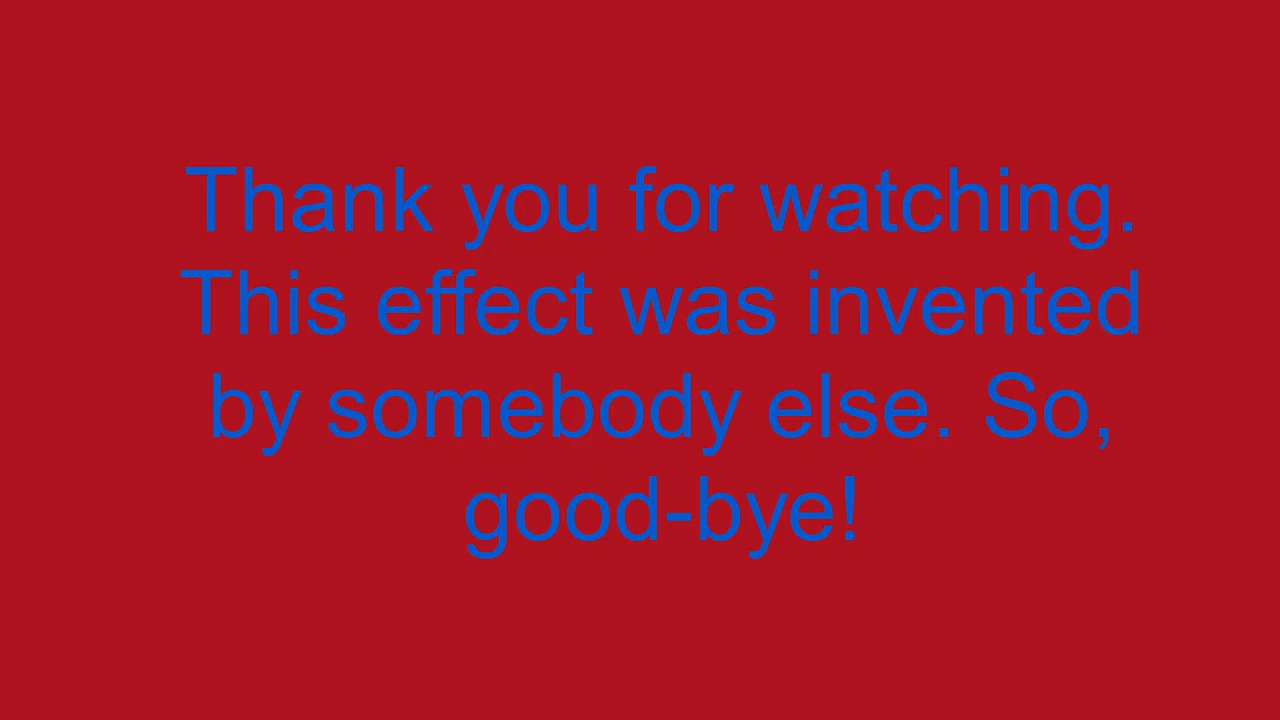 Thank you for watching.
This effect was invented
by somebody else. So,
good-bye!